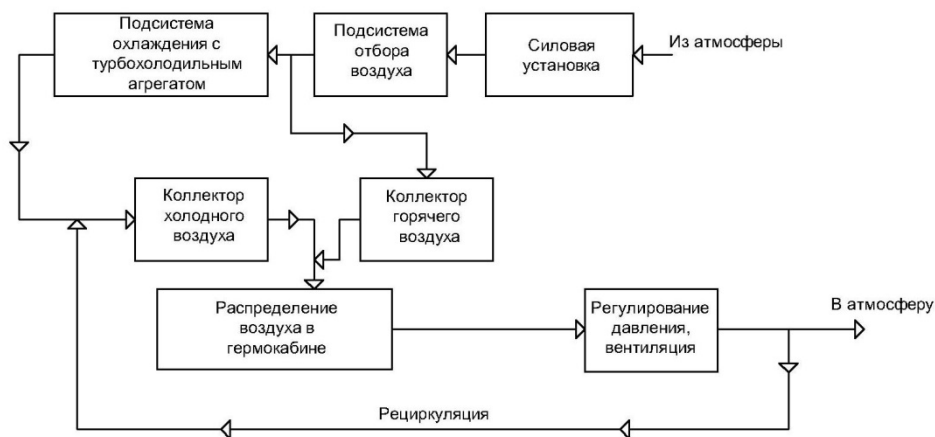 Подсистема
охлаждения с
турбохолодильным
агрегатом
Подсистема
отбора
воздуха
Силовая
установка
Из атмосферы
Коллектор
холодного
воздуха
Коллектор
горячего
воздуха
Распределение
воздуха в
гермокабине
Регулирование
давления,
вентиляция
В атмосферу
Рециркуляция